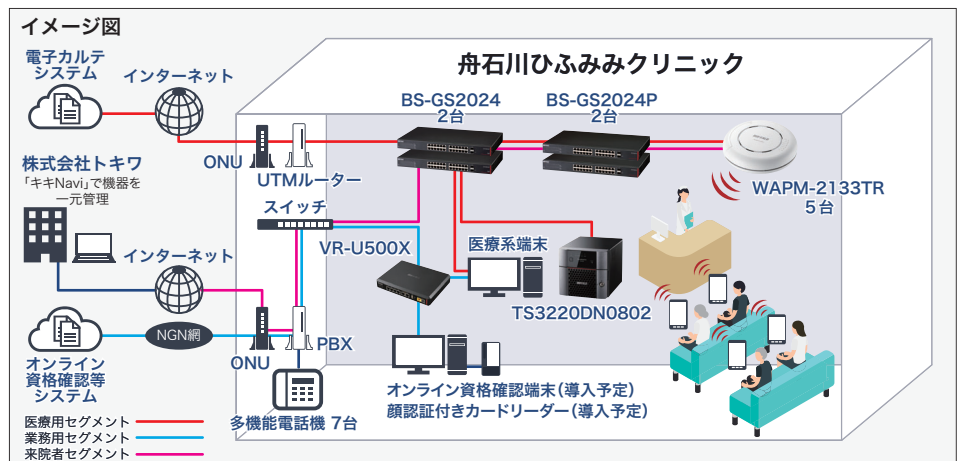 イメージ図
舟石川ひふみみクリニック
電子カルテ
システム
インターネット
BS-GS2024
2台
BS-GS2024P
2台
ONU
UTMルーター
WAPM-2133TR
5台
株式会社トキワ
「キキNavi」で機器を
一元管理
スイッチ
VR-U500X
医療系端末
インターネット
TS3220DN0802
NGN網
PBX
ONU
オンライン
資格確認等
システム
オンライン資格確認端末(導入予定)
顔認証付きカードリーダー(導入予定)
多機能電話機 7台
医療用セグメント
業務用セグメント
来院者セグメント